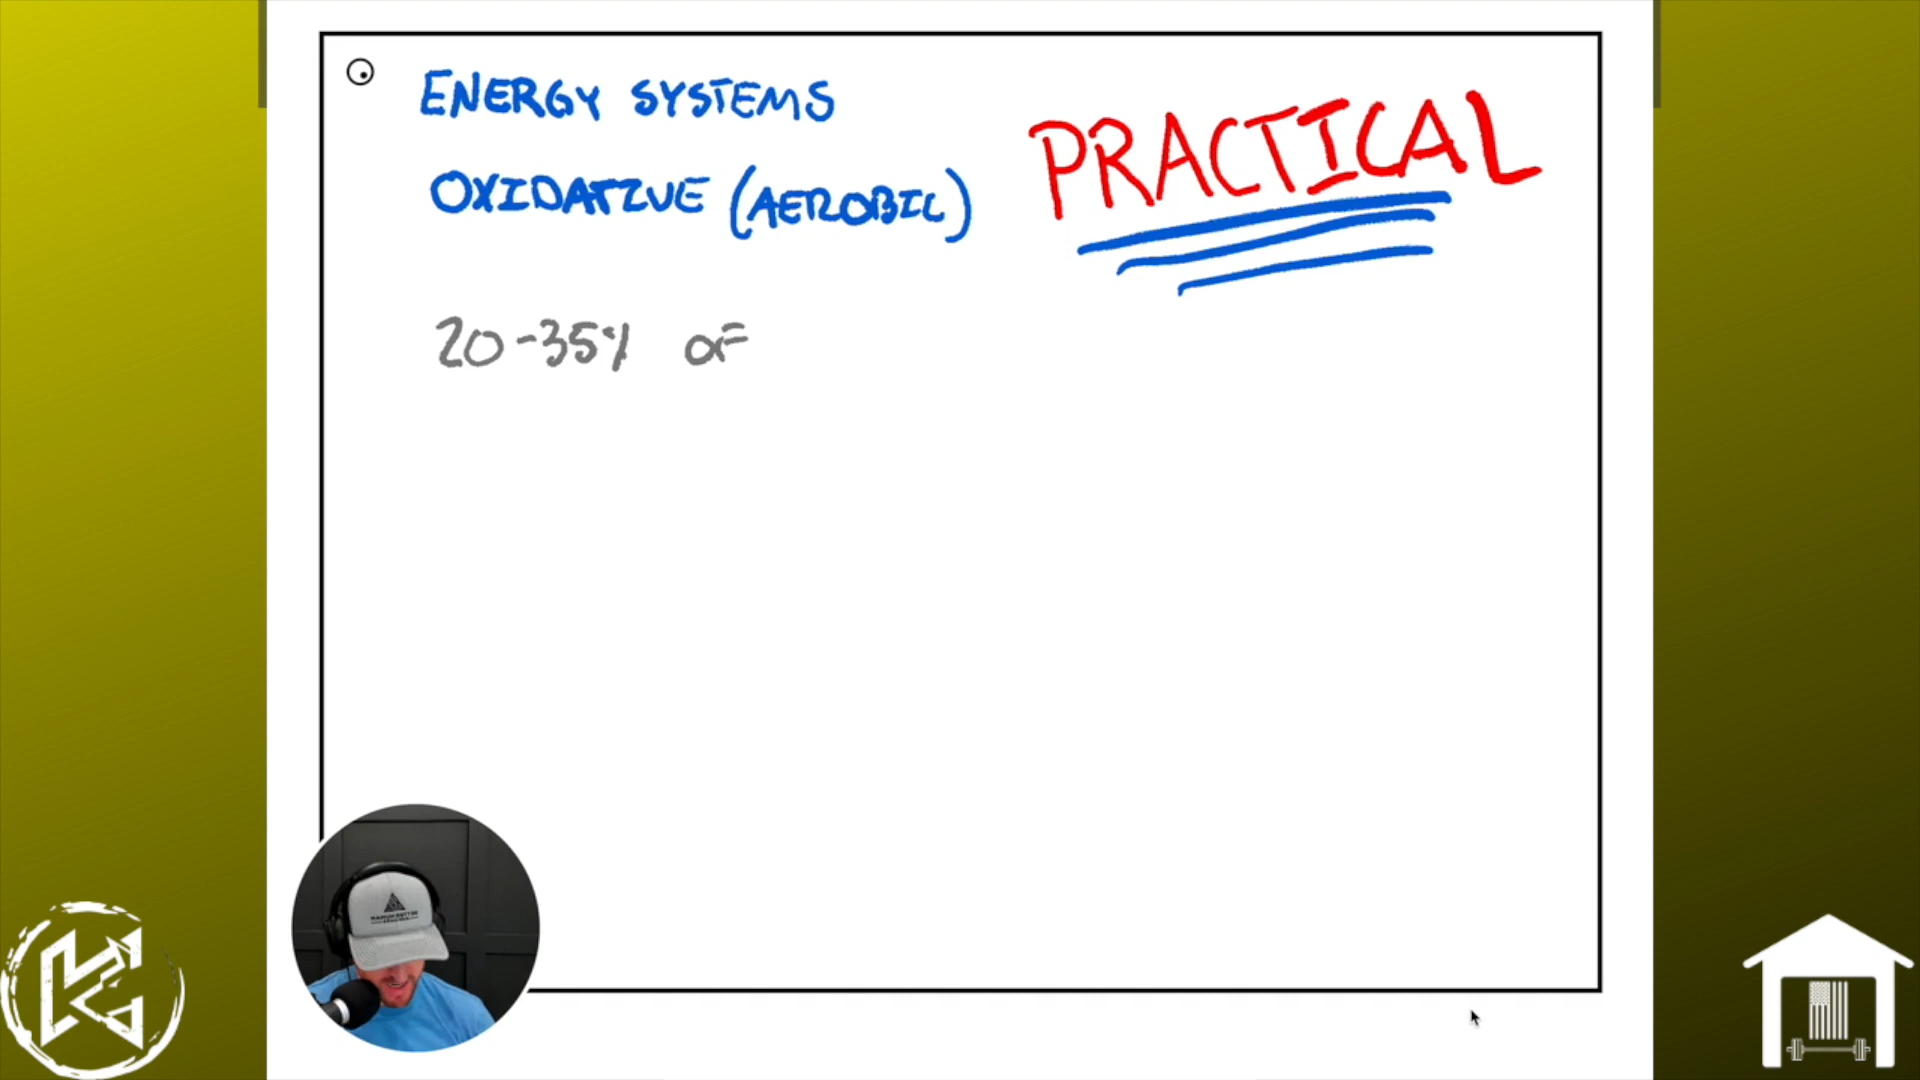 ENERGY SYSTEMS
OXIDATIVE (AEROBIC)
PRACTICAL
20-35% OF